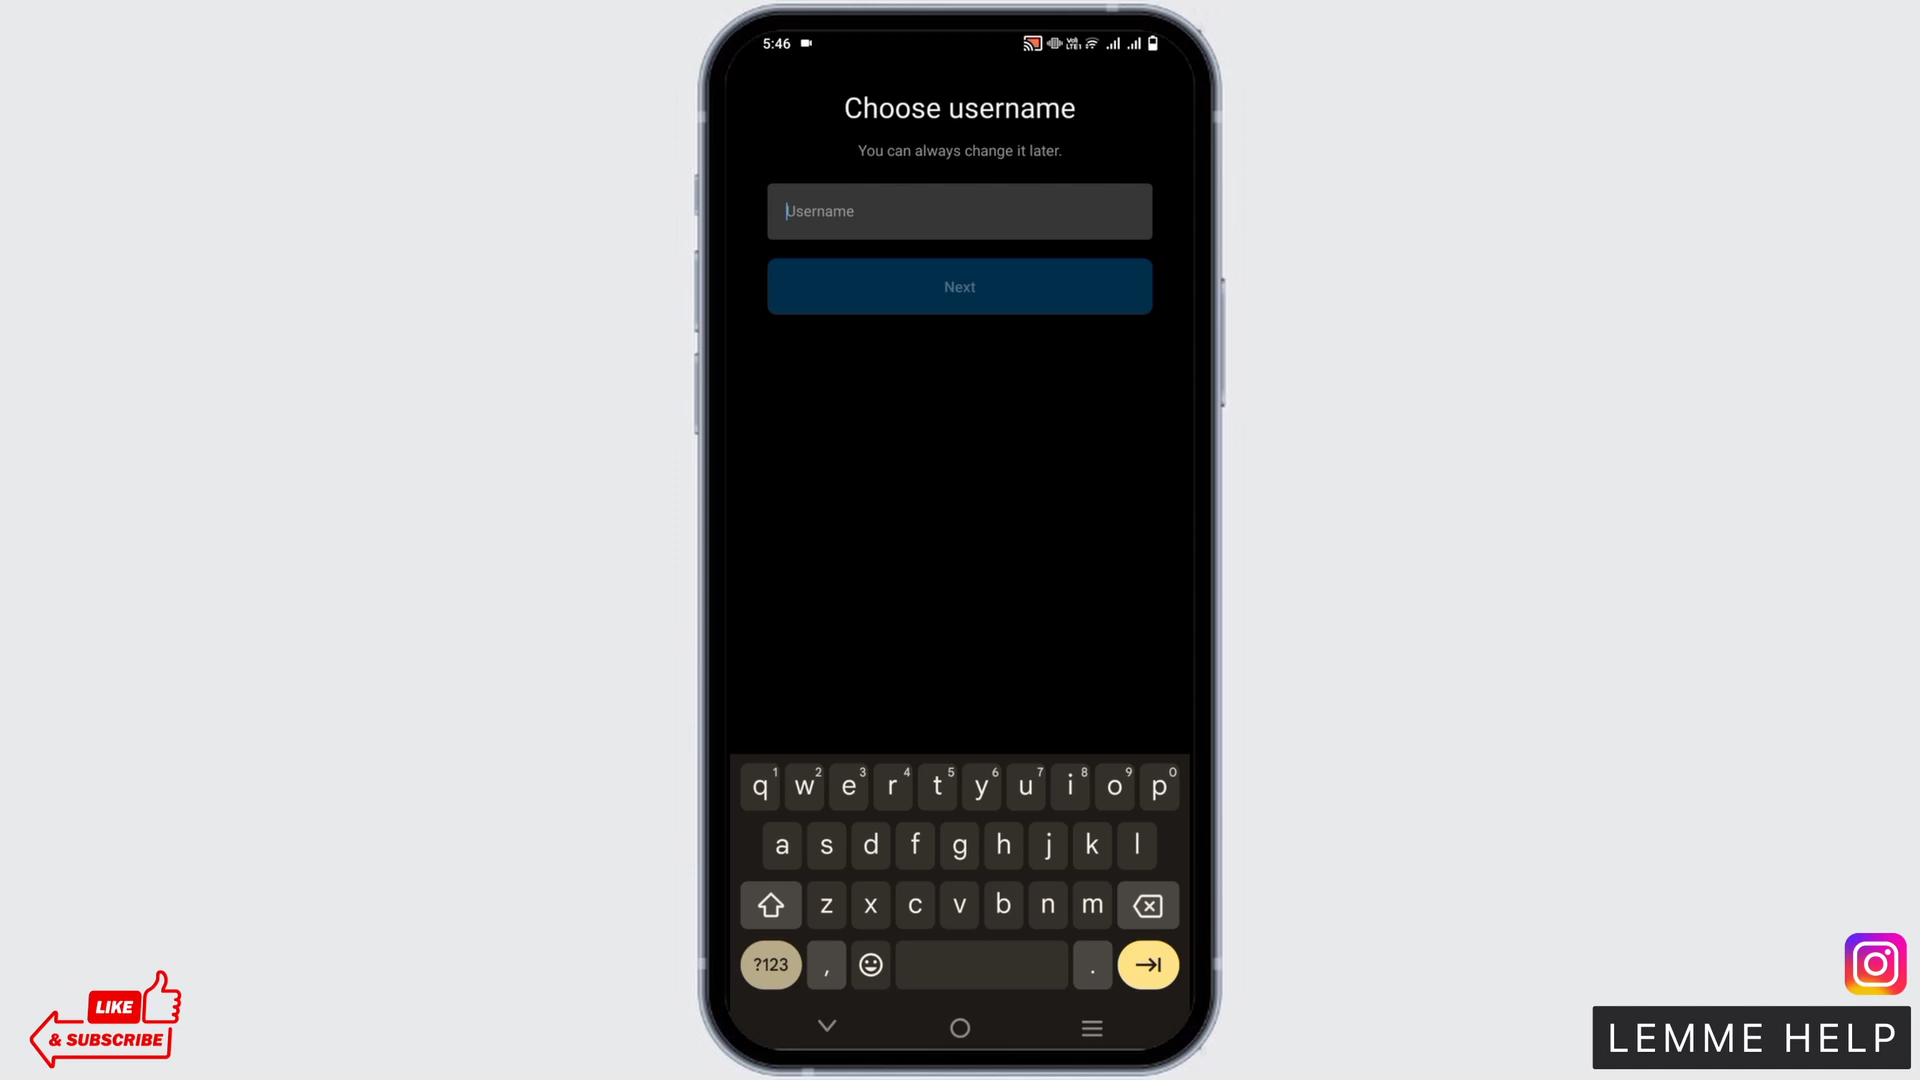 5:46
Choose username
You can always change it later.
Username
Next
q1 w2 e3 r4 t5 y6 u7 i8 o9 p0
a s d f g h j k l
z x c v b n m
?123 , .
LIKE
& SUBSCRIBE
LEMME HELP